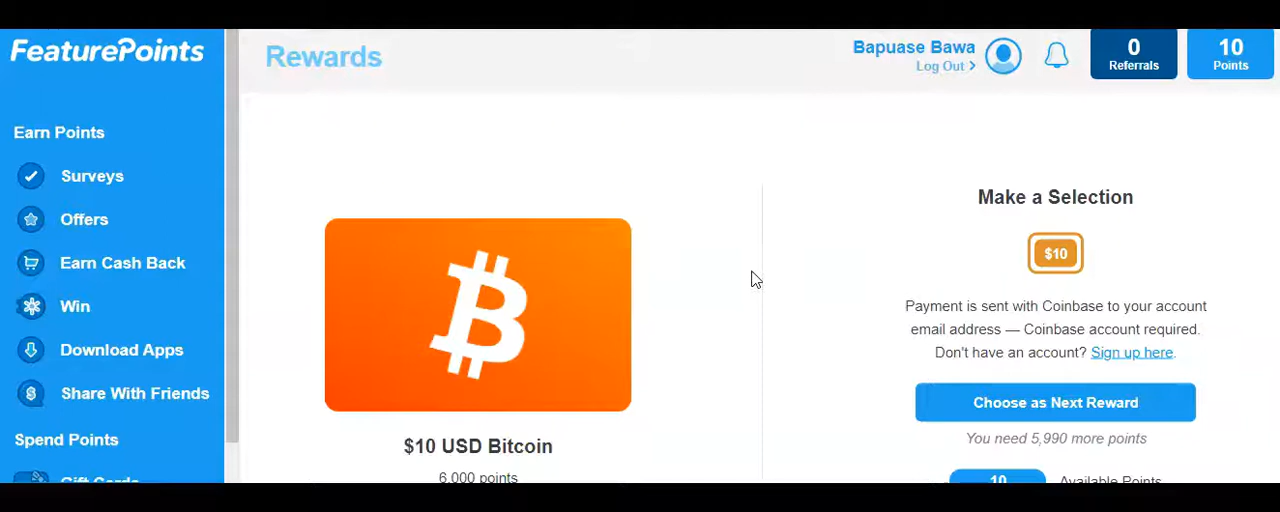 FeaturePoints
Rewards
Bapuase Bawa
Log Out >
0
Referrals
10
Points
Earn Points
Surveys
Offers
Earn Cash Back
Win
Download Apps
Share With Friends
Spend Points
Gift Cards
$10 USD Bitcoin
6,000 points
Make a Selection
$10
Payment is sent with Coinbase to your account
email address — Coinbase account required.
Don't have an account? Sign up here.
Choose as Next Reward
You need 5,990 more points
10
Available Points